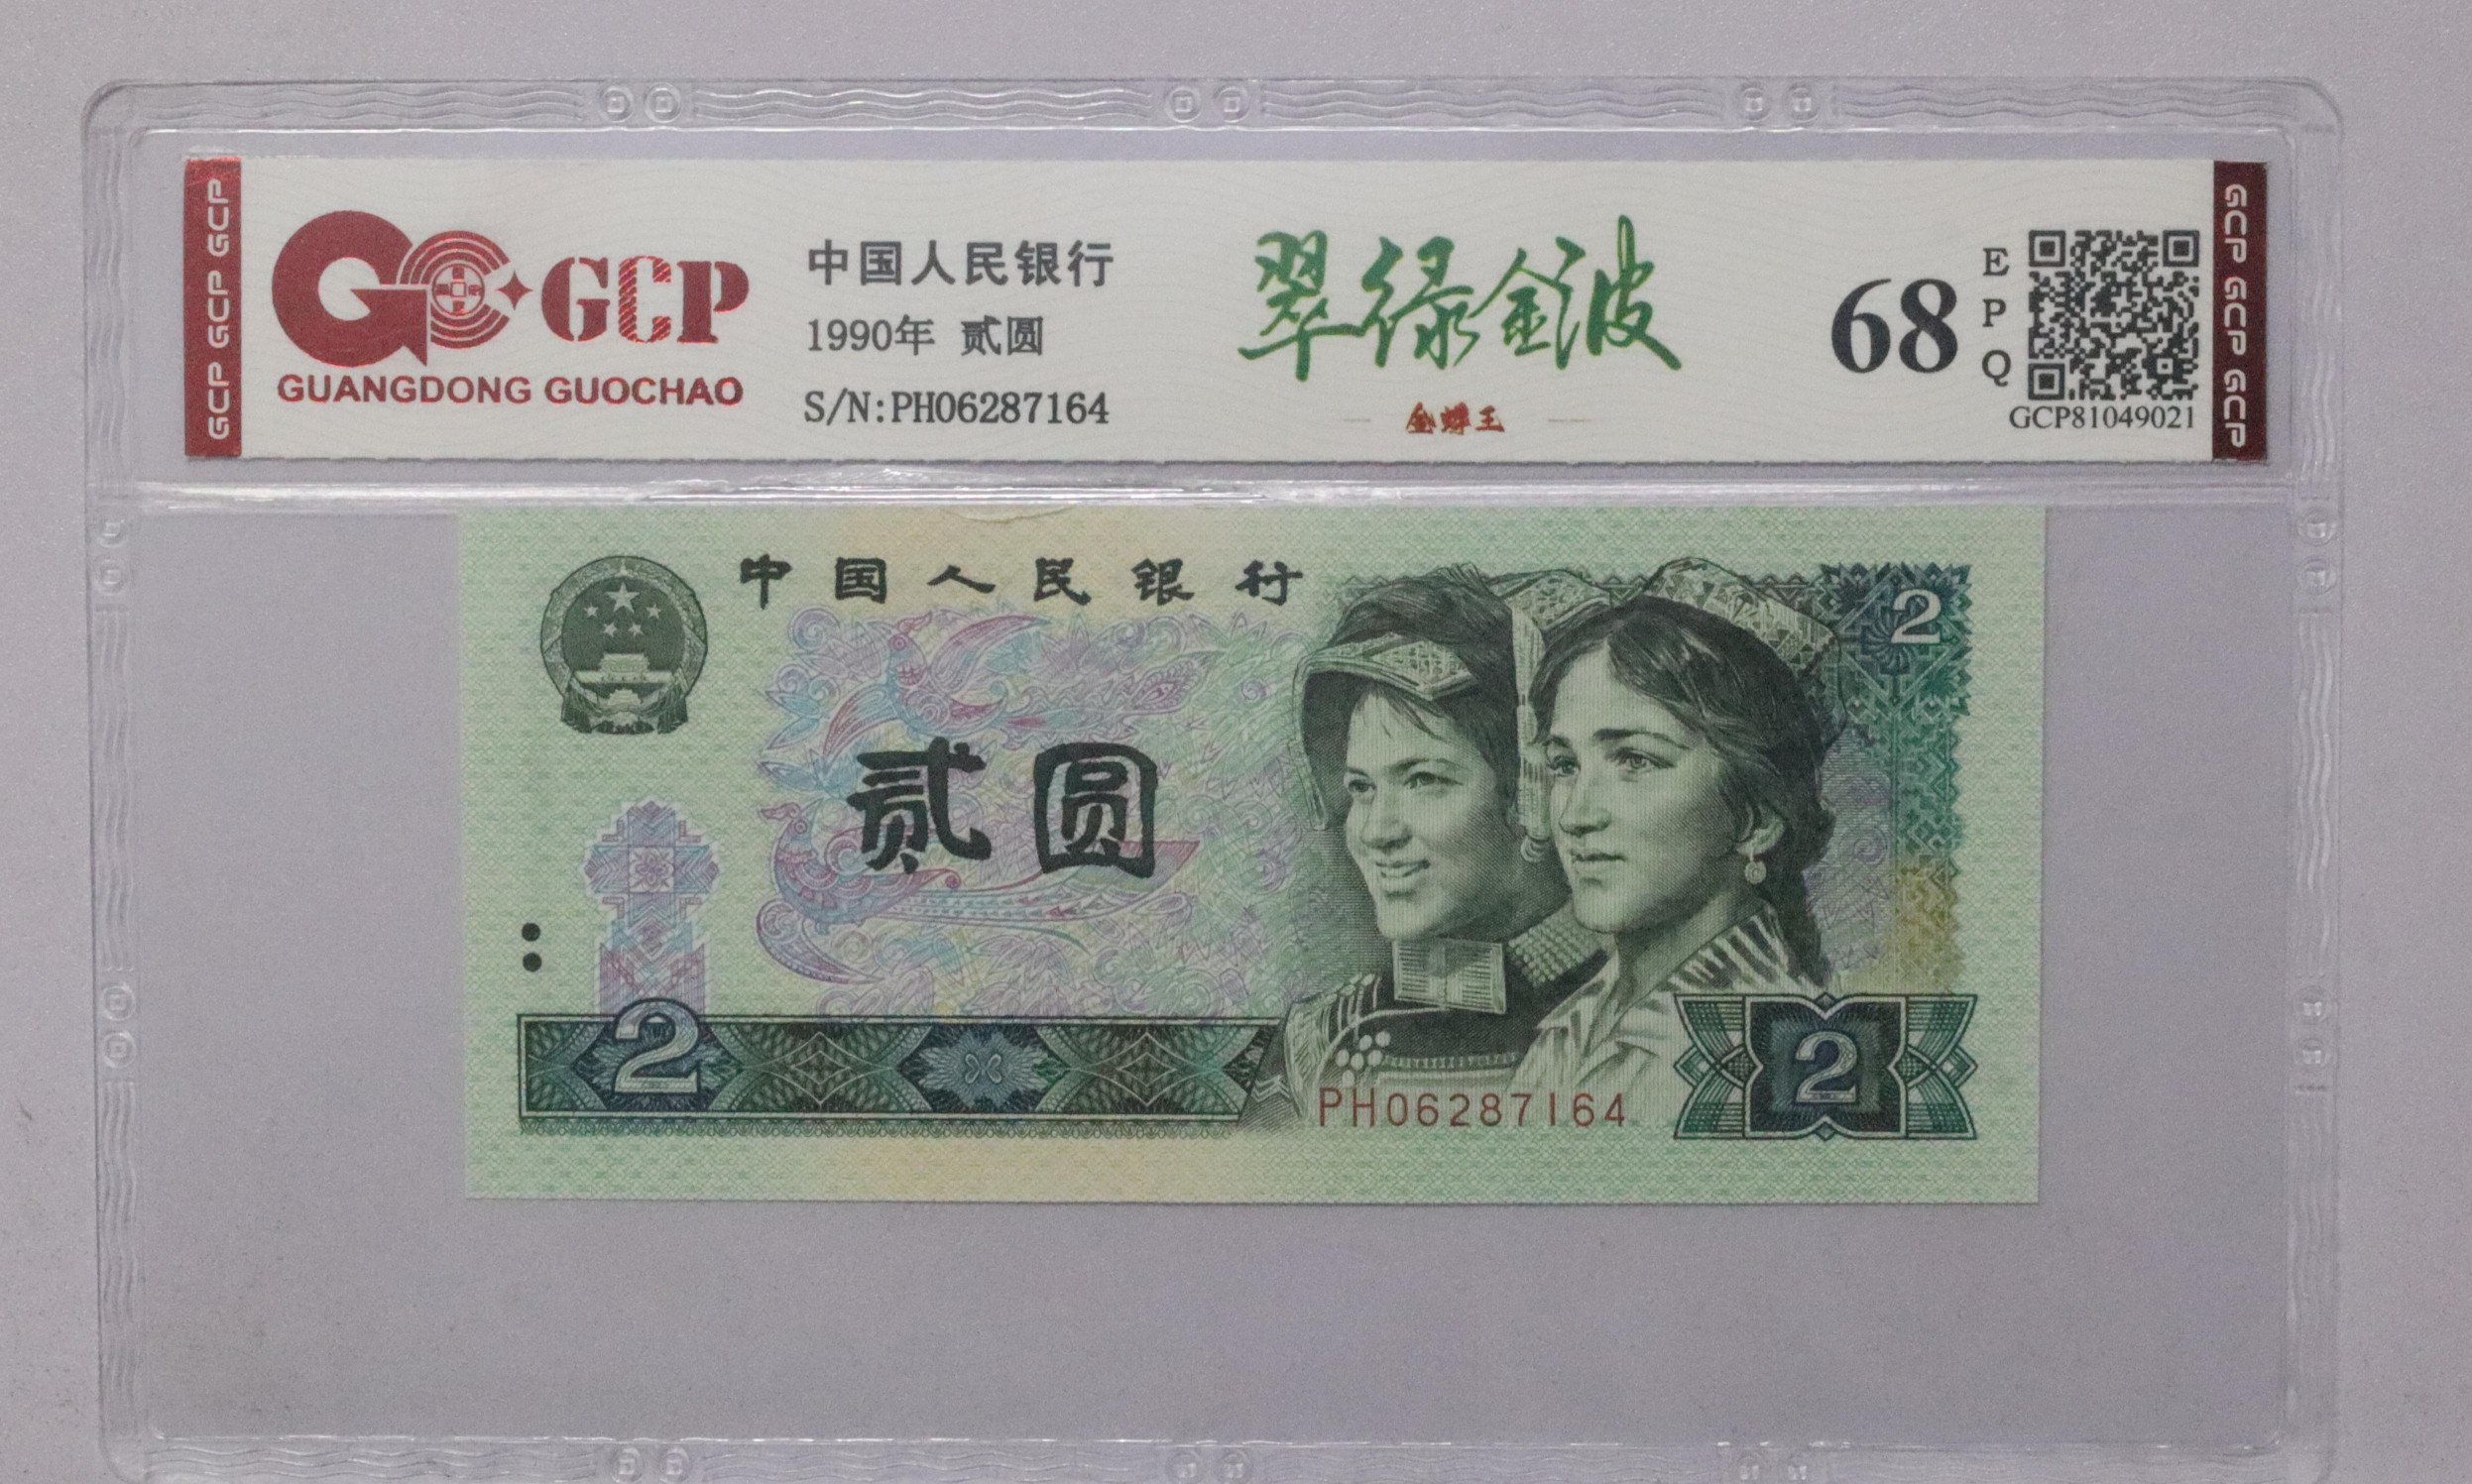 GCP GCP GCP
GCP
GUANGDONG GUOCHAO
中国人民银行
1990年 贰圆
S/N:PH06287164
翠绿金波
金蝶王
68
E
P
Q
GCP81049021
GCP GCP GCP
中国人民银行
2
贰圆
2
PH06287164
2